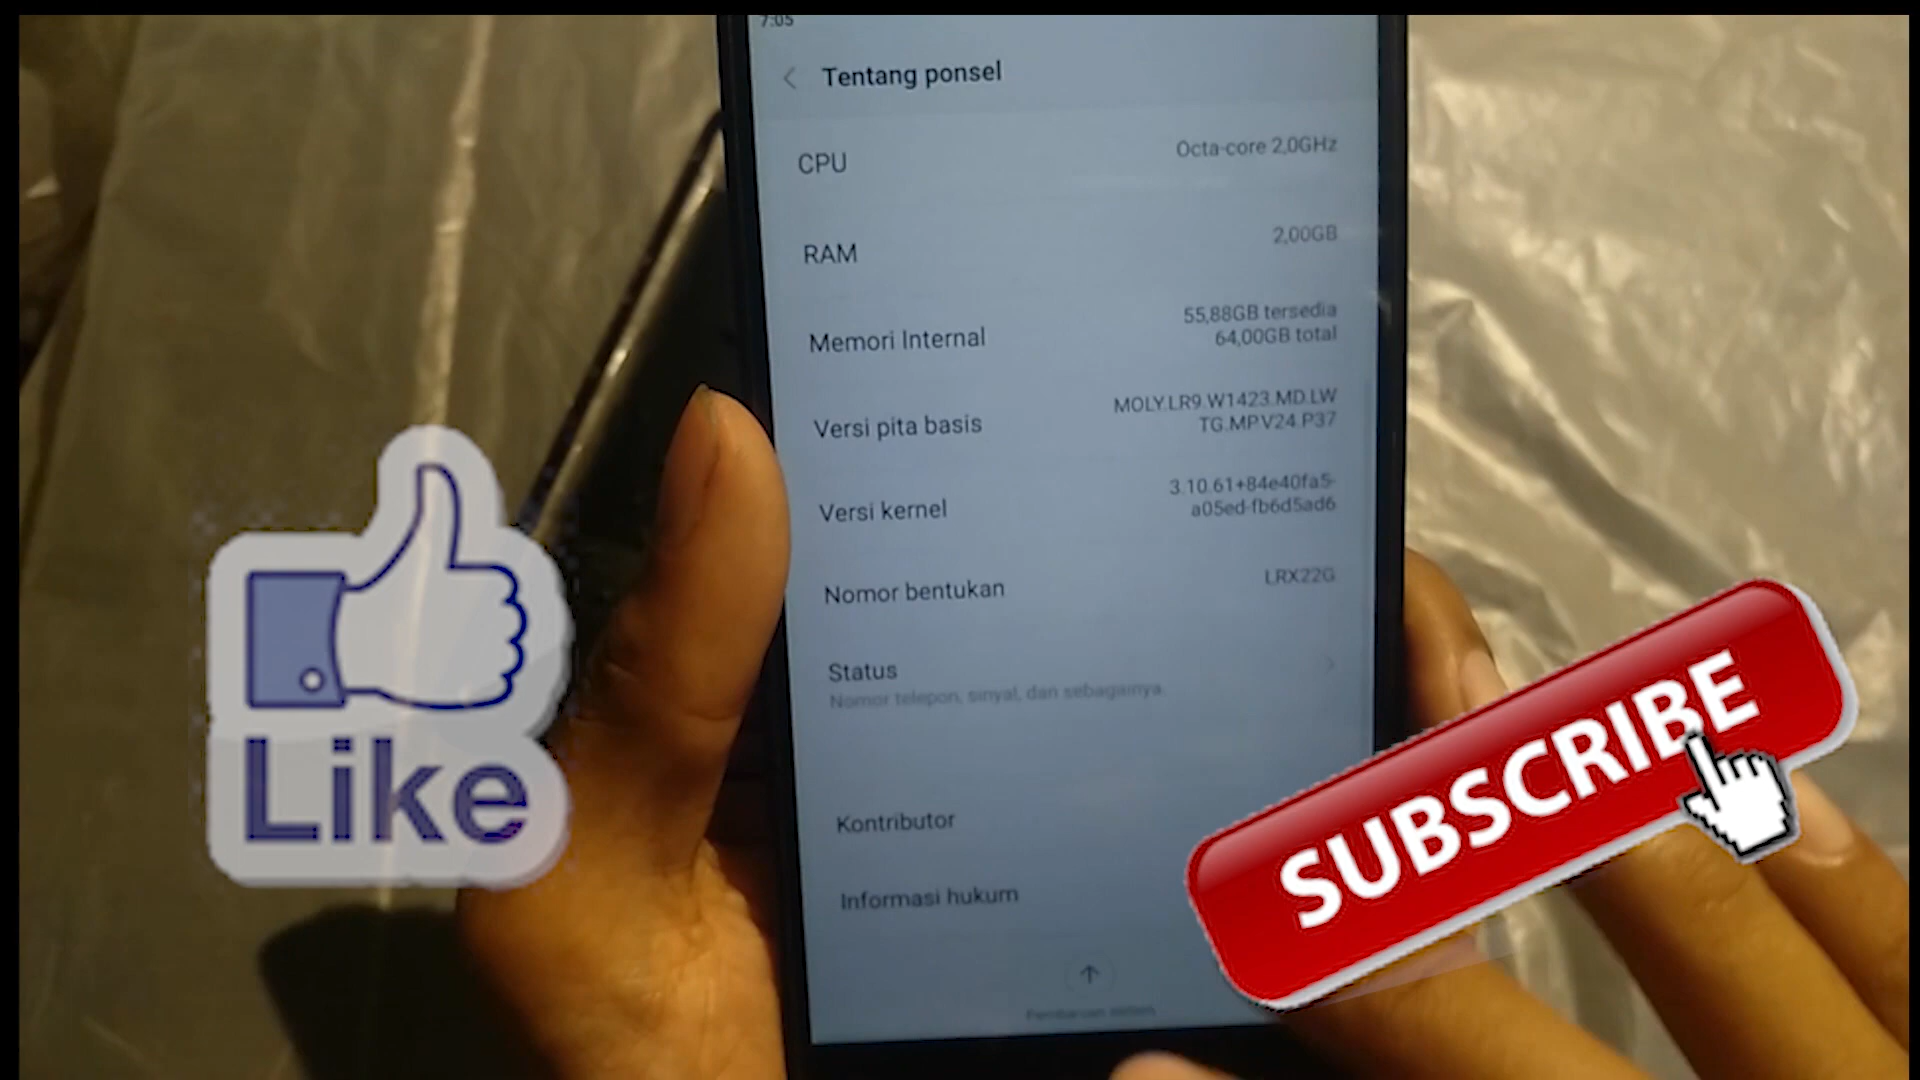 7:05
Tentang ponsel
CPU
Octa-core 2,0GHz
RAM
2,00GB
Memori Internal
55,88GB tersedia
64,00GB total
Versi pita basis
MOLY.LR9.W1423.MD.LW
TG.MP.V24.P37
Versi kernel
3.10.61+84e40fa5-
a05ed-fb6d5ad6
Nomor bentukan
LRX22G
Status
Nomor telepon, sinyal, dan sebagainya.
Kontributor
Informasi hukum
Pembaruan sistem
Like
SUBSCRIBE